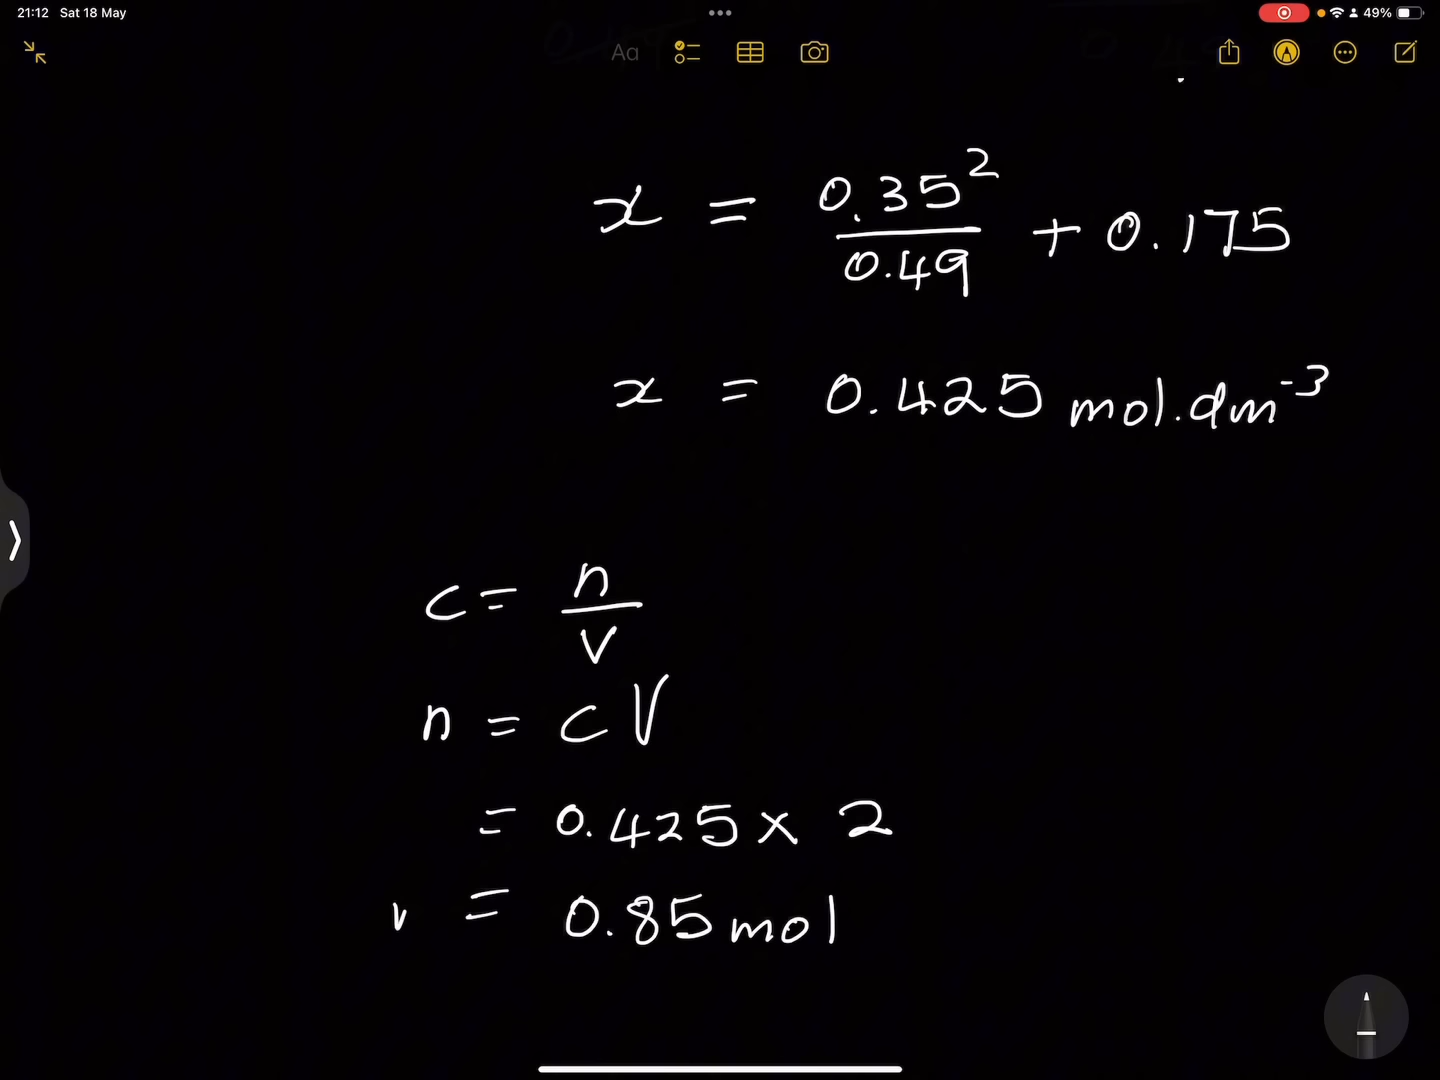 21:12 Sat 18 May 49%
Aa
x = 0.35² / 0.49 + 0.175
x = 0.425 mol.dm⁻³
c = n / v
n = c V
= 0.425 × 2
= 0.85 mol